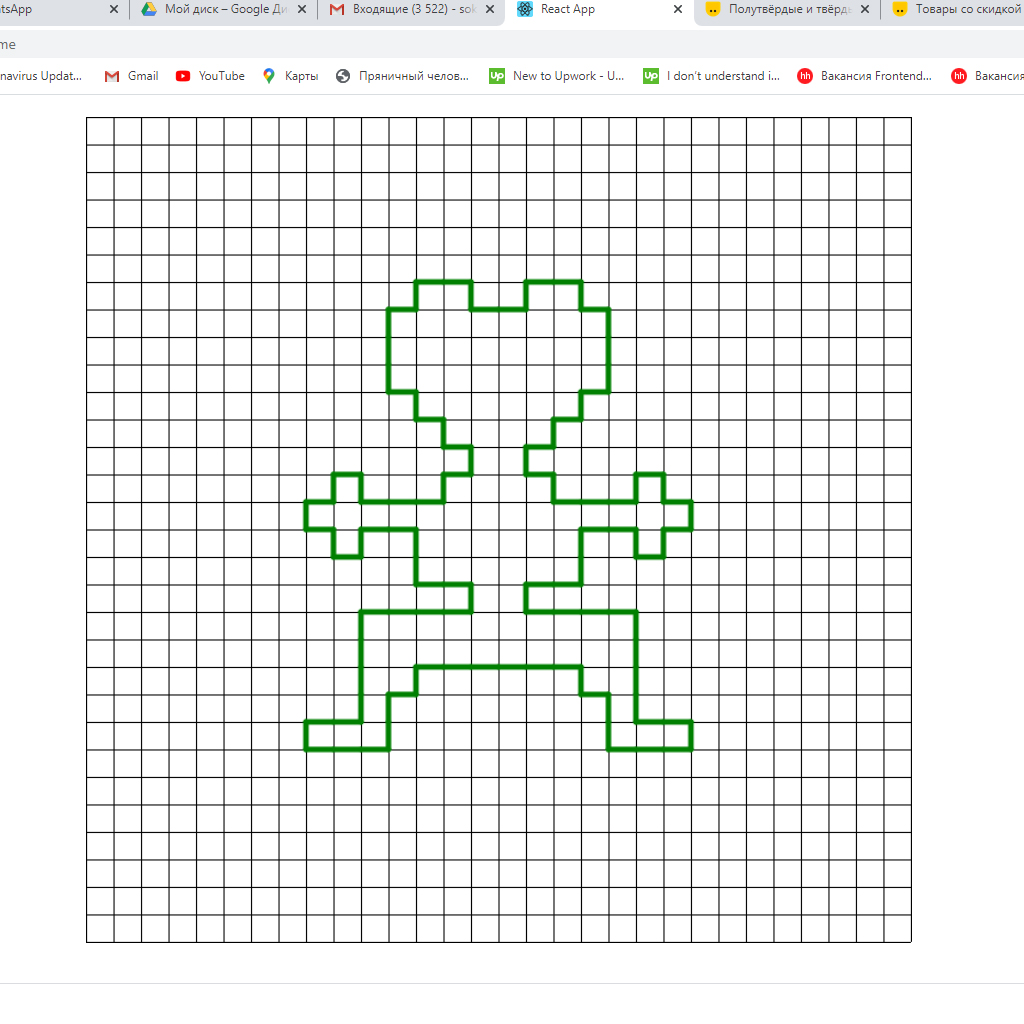 tsApp Мой диск – Google Ди Входящие (3 522) - sok React App Полутвёрдые и твёрд Товары со скидкой
me
navirus Updat... Gmail YouTube Карты Пряничный челов... New to Upwork - U... I don't understand i... Вакансия Frontend... Вакансия